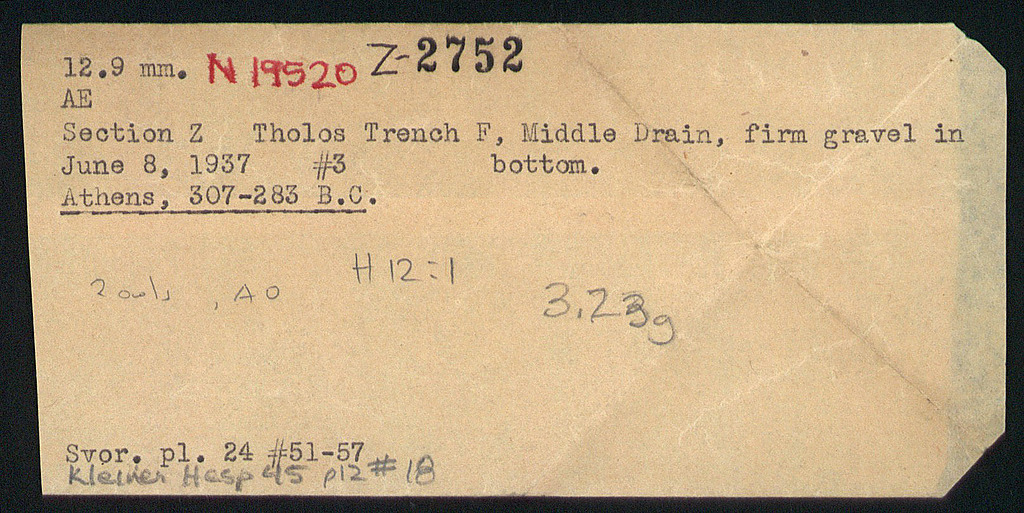 12.9 mm. N 19520 Z-2752
AE
Section Z Tholos Trench F, Middle Drain, firm gravel in
June 8, 1937 #3 bottom.
Athens, 307-283 B.C.
H 12:1
2 owls , AO
3.23g
Svor. pl. 24 #51-57
Kleiner Hesp 45 pl2 # 18